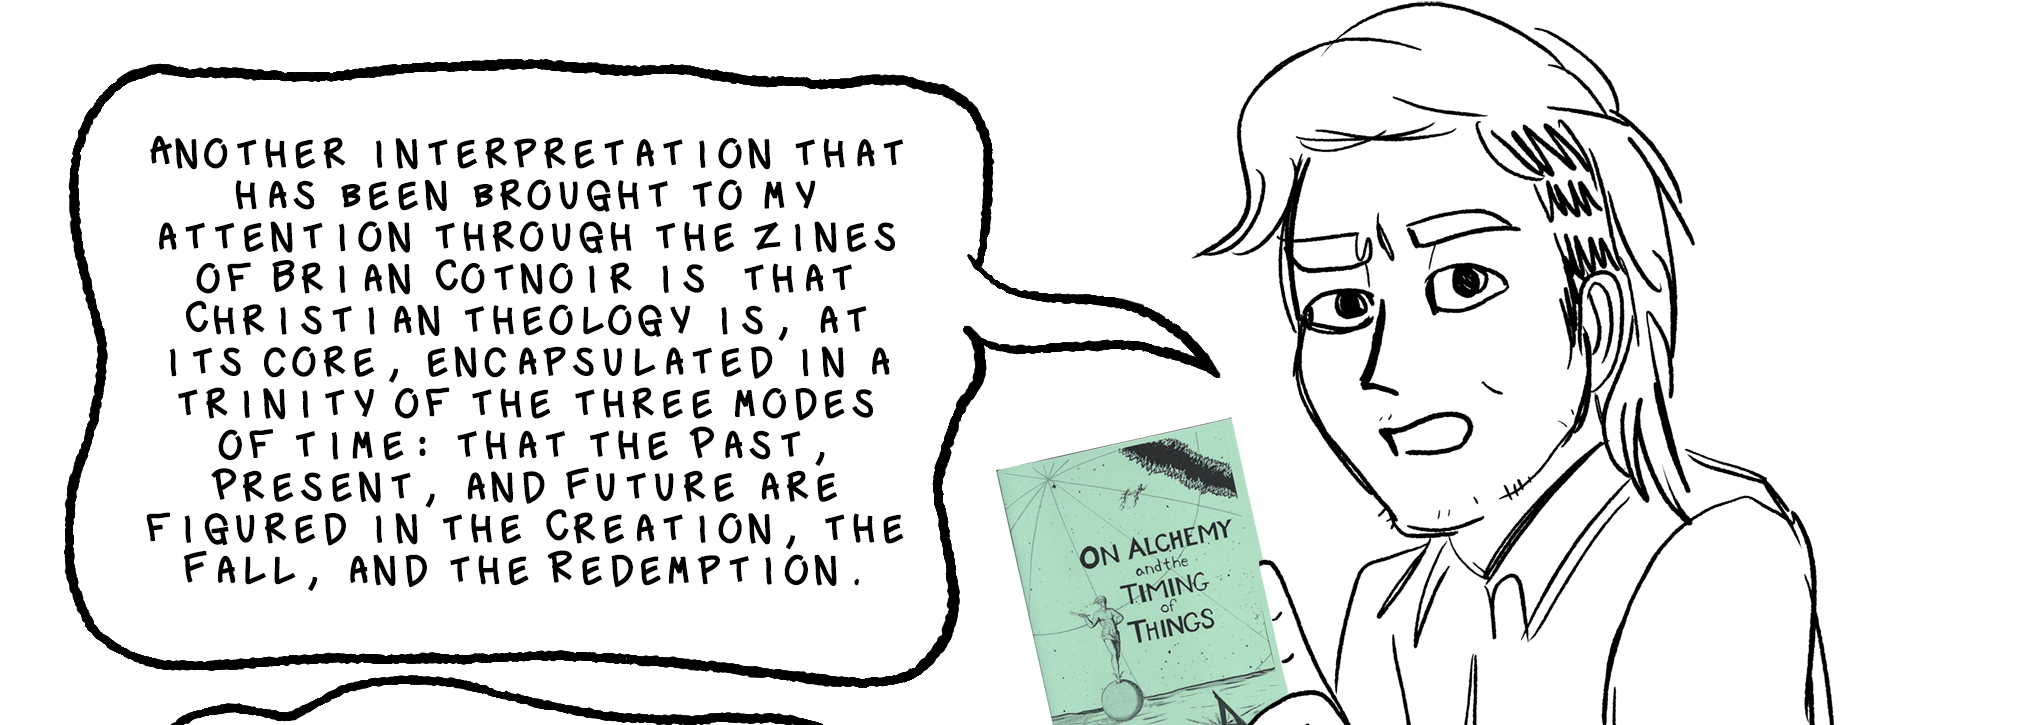 ANOTHER INTERPRETATION THAT
HAS BEEN BROUGHT TO MY
ATTENTION THROUGH THE ZINES
OF BRIAN COTNOIR IS THAT
CHRISTIAN THEOLOGY IS, AT
ITS CORE, ENCAPSULATED IN A
TRINITY OF THE THREE MODES
OF TIME: THAT THE PAST,
PRESENT, AND FUTURE ARE
FIGURED IN THE CREATION, THE
FALL, AND THE REDEMPTION.
ON ALCHEMY
and the
TIMING
of
THINGS